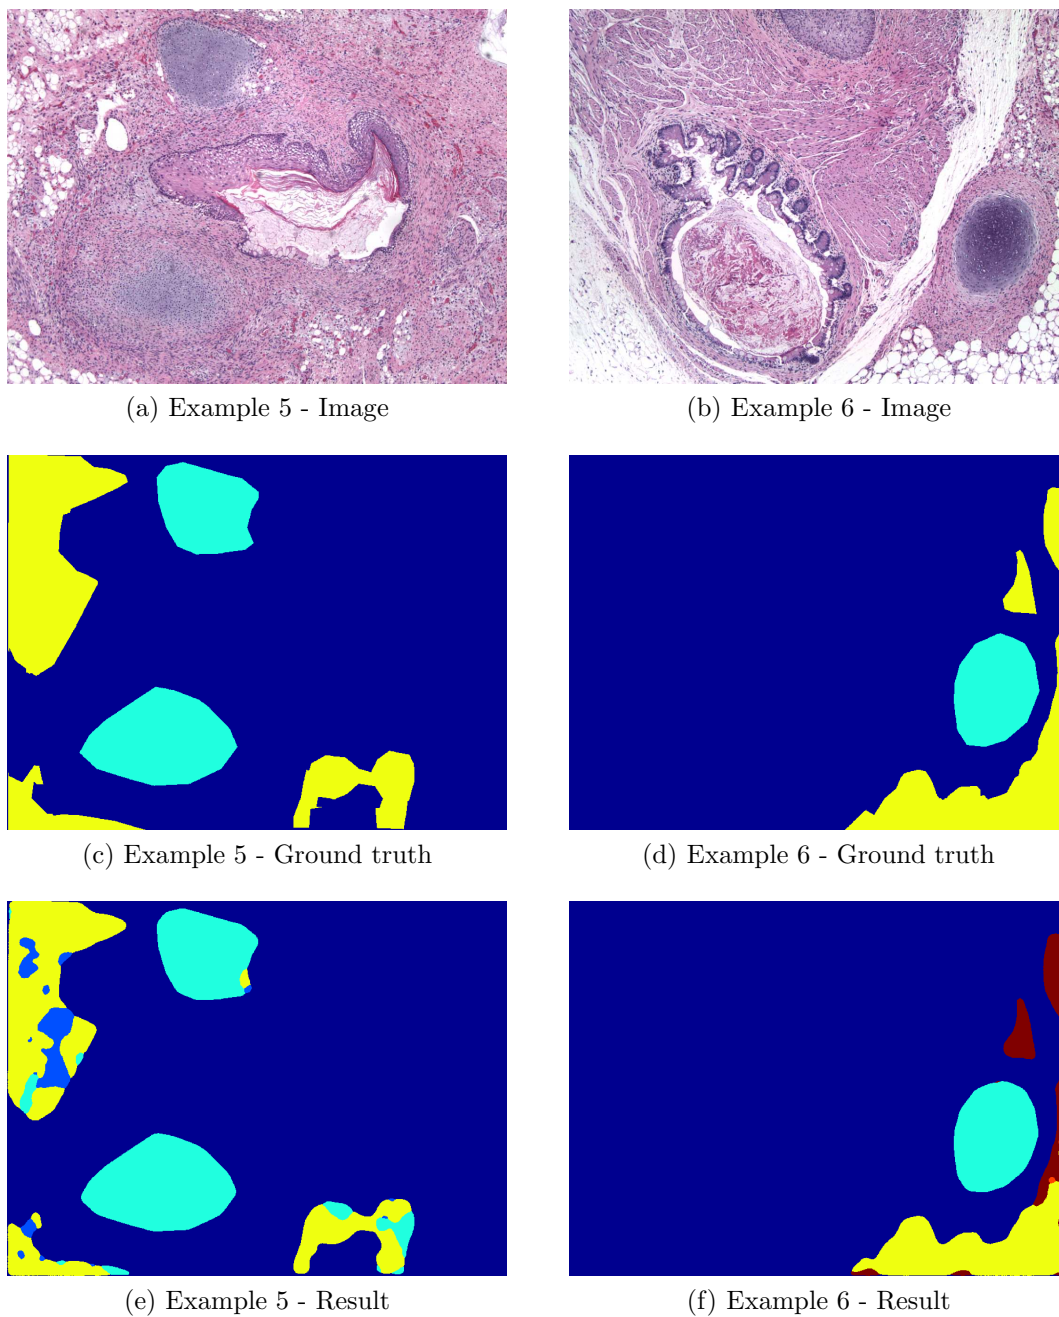 (a) Example 5 - Image
(b) Example 6 - Image
(c) Example 5 - Ground truth
(d) Example 6 - Ground truth
(e) Example 5 - Result
(f) Example 6 - Result